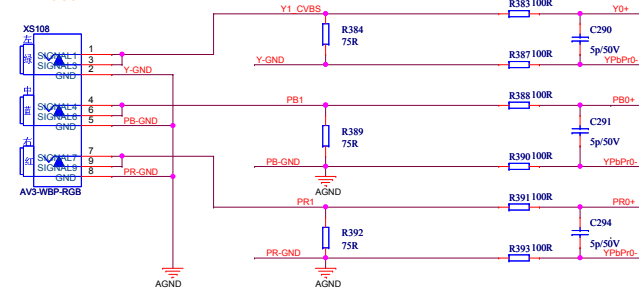 Y1_CVBS
R383 100R
Y0+
XS108
左
绿
SIGNAL1
SIGNAL3
GND
1
3
2
Y-GND
R384
75R
C290
5p/50V
Y-GND
R387 100R
YPbPr0-
中
蓝
SIGNAL4
SIGNAL6
GND
4
6
5
PB-GND
PB1
R388 100R
PB0+
R389
75R
C291
5p/50V
PB-GND
R390 100R
YPbPr0-
AGND
右
红
SIGNAL7
SIGNAL9
GND
7
9
8
PR-GND
AV3-WBP-RGB
PR1
R391 100R
PR0+
R392
75R
C294
5p/50V
PR-GND
R393 100R
YPbPr0-
AGND
AGND